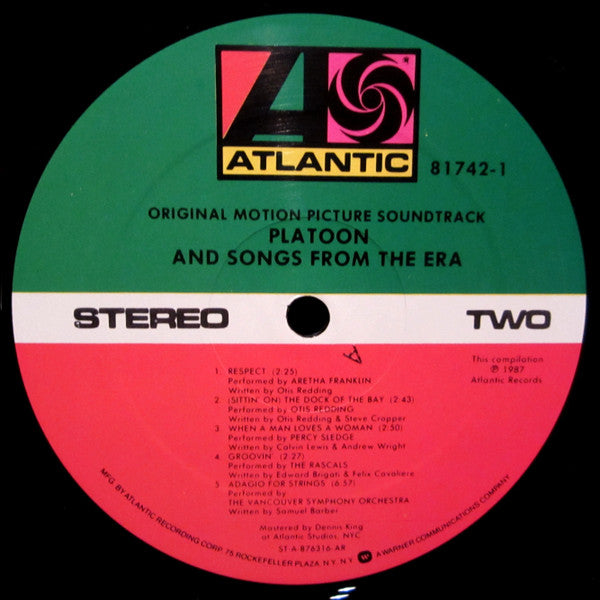 ATLANTIC
81742-1
ORIGINAL MOTION PICTURE SOUNDTRACK
PLATOON
AND SONGS FROM THE ERA
STEREO
TWO
This compilation
℗ 1987
Atlantic Records
1. RESPECT (2:25)
Performed by ARETHA FRANKLIN
Written by Otis Redding
2. (SITTIN' ON) THE DOCK OF THE BAY (2:43)
Performed by OTIS REDDING
Written by Otis Redding & Steve Cropper
3. WHEN A MAN LOVES A WOMAN (2:50)
Performed by PERCY SLEDGE
Written by Calvin Lewis & Andrew Wright
4. GROOVIN' (2:27)
Performed by THE RASCALS
Written by Edward Brigati & Felix Cavaliere
5. ADAGIO FOR STRINGS (6:57)
Performed by
THE VANCOUVER SYMPHONY ORCHESTRA
Written by Samuel Barber
Mastered by Dennis King
at Atlantic Studios, NYC
ST-A-876316-AR
MFG. BY ATLANTIC RECORDING CORP. 75 ROCKEFELLER PLAZA, N.Y. N.Y. A WARNER COMMUNICATIONS COMPANY